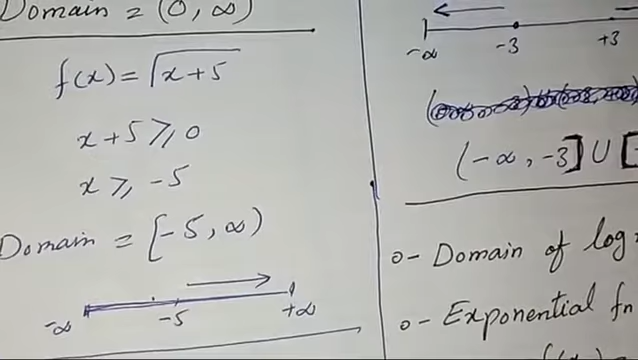 Domain = (0, ∞)
f(x) = √x+5
x+5 ≥ 0
x ≥ -5
Domain = [-5, ∞)
-∞ -5 +∞
-∞ -3 +3
(-∞, -3] ∪ [
o- Domain of log
o- Exponential fn